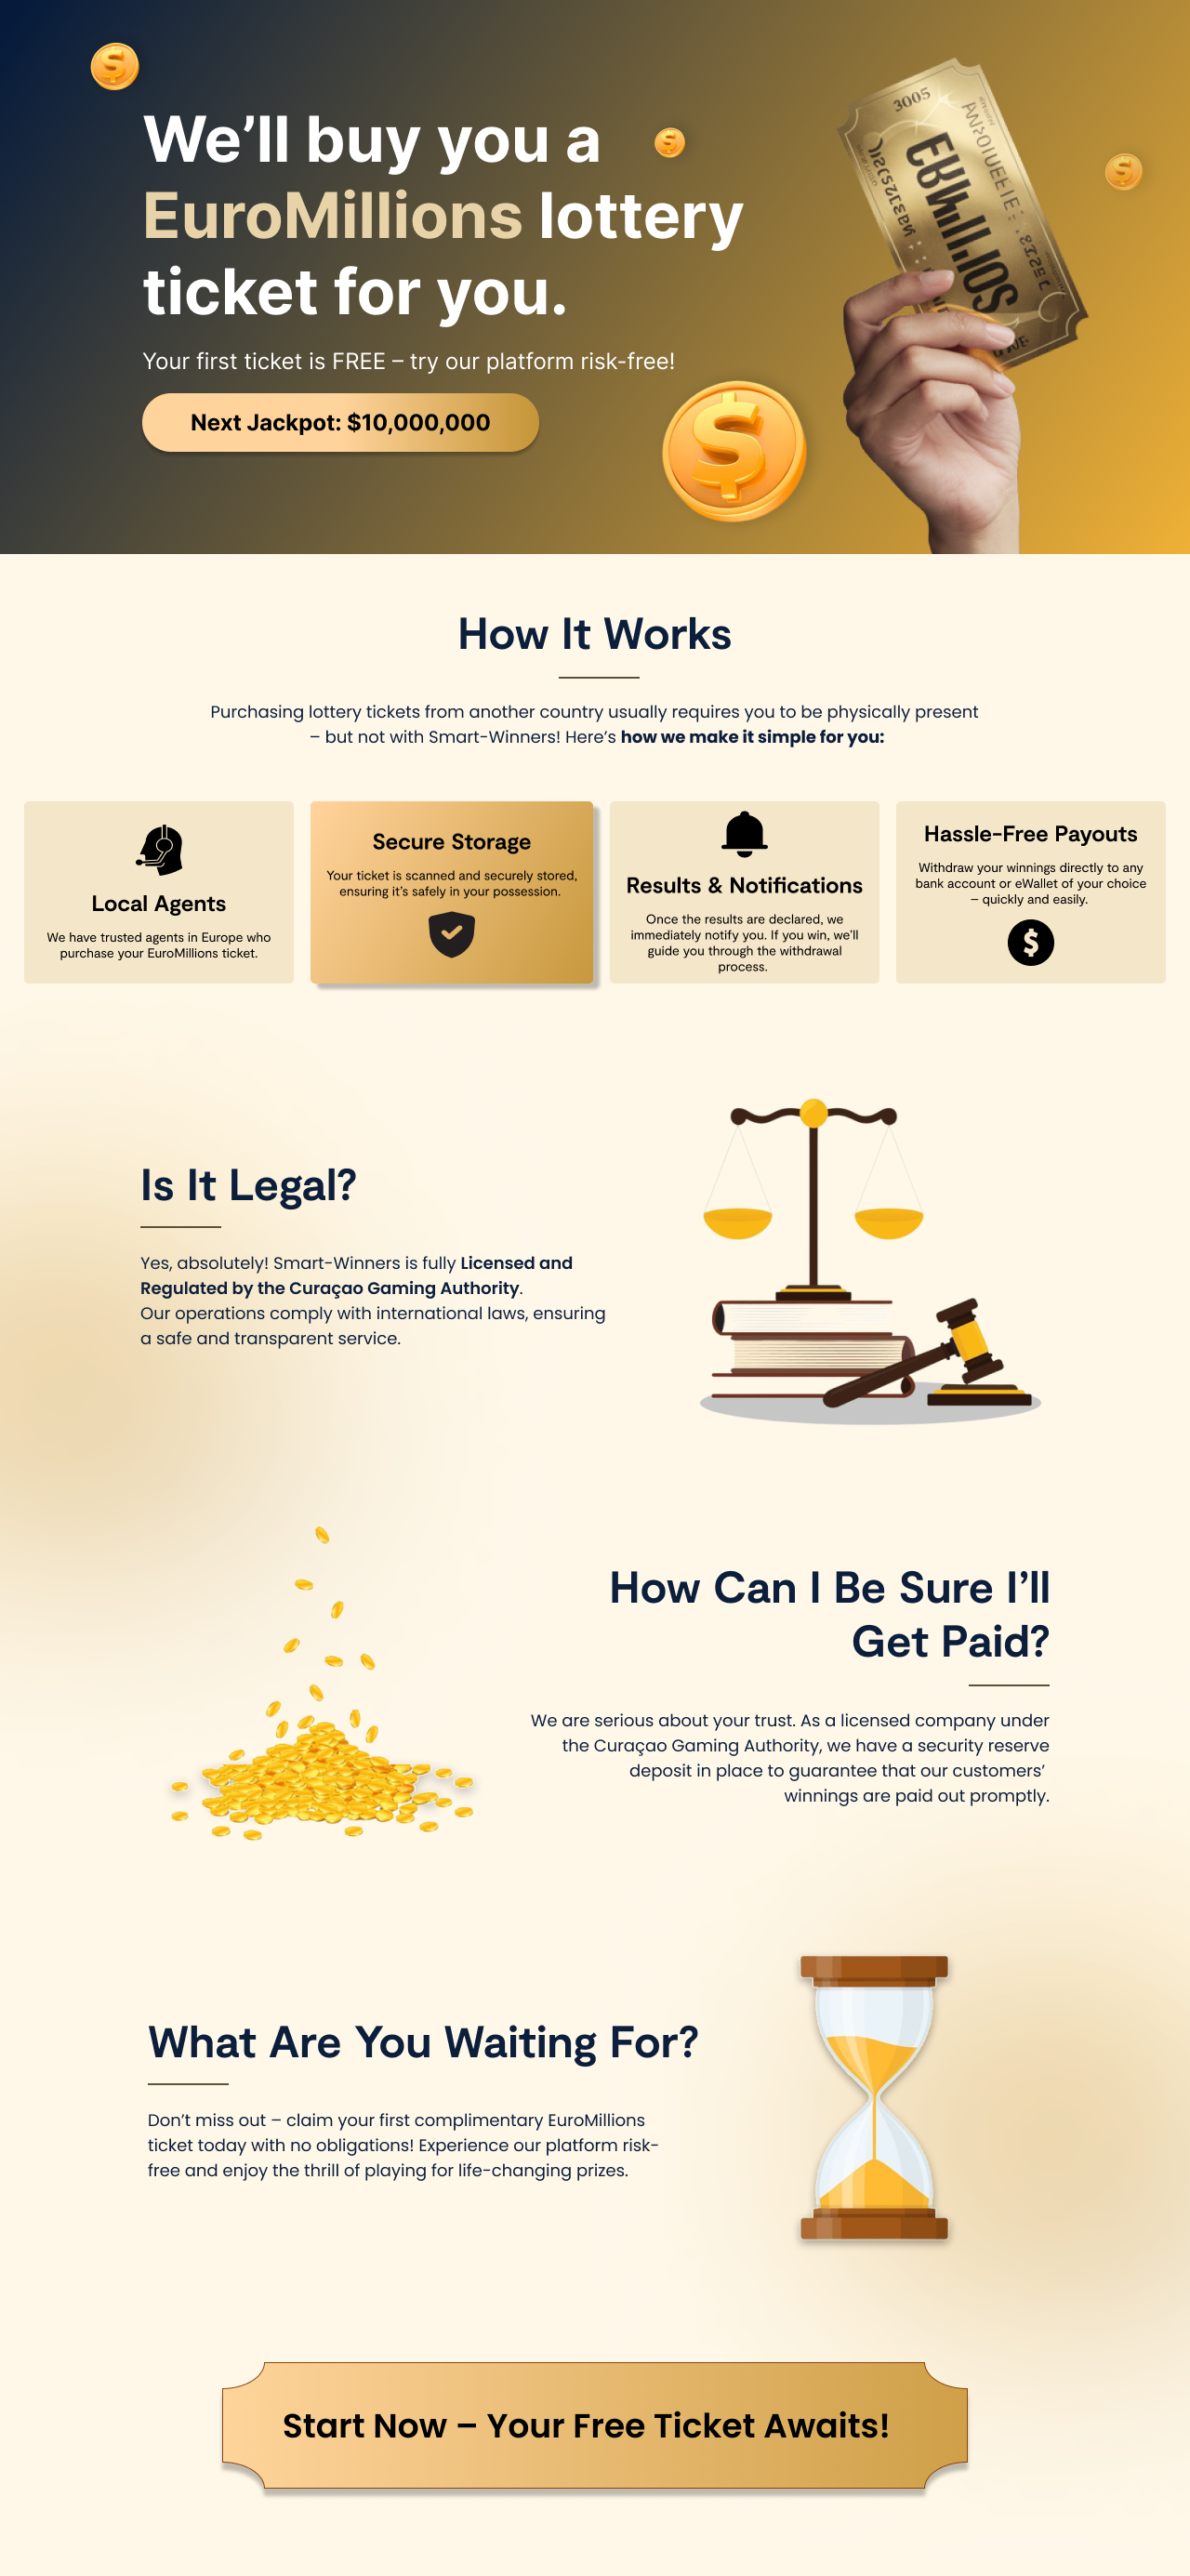 We’ll buy you a
EuroMillions lottery
ticket for you.
Your first ticket is FREE – try our platform risk-free!
Next Jackpot: $10,000,000
3005
How It Works
Purchasing lottery tickets from another country usually requires you to be physically present
– but not with Smart-Winners! Here’s how we make it simple for you:
Local Agents
We have trusted agents in Europe who
purchase your EuroMillions ticket.
Secure Storage
Your ticket is scanned and securely stored,
ensuring it’s safely in your possession.
Results & Notifications
Once the results are declared, we
immediately notify you. If you win, we’ll
guide you through the withdrawal
process.
Hassle-Free Payouts
Withdraw your winnings directly to any
bank account or eWallet of your choice
– quickly and easily.
Is It Legal?
Yes, absolutely! Smart-Winners is fully Licensed and
Regulated by the Curaçao Gaming Authority.
Our operations comply with international laws, ensuring
a safe and transparent service.
How Can I Be Sure I’ll
Get Paid?
We are serious about your trust. As a licensed company under
the Curaçao Gaming Authority, we have a security reserve
deposit in place to guarantee that our customers’
winnings are paid out promptly.
What Are You Waiting For?
Don’t miss out – claim your first complimentary EuroMillions
ticket today with no obligations! Experience our platform risk-
free and enjoy the thrill of playing for life-changing prizes.
Start Now – Your Free Ticket Awaits!